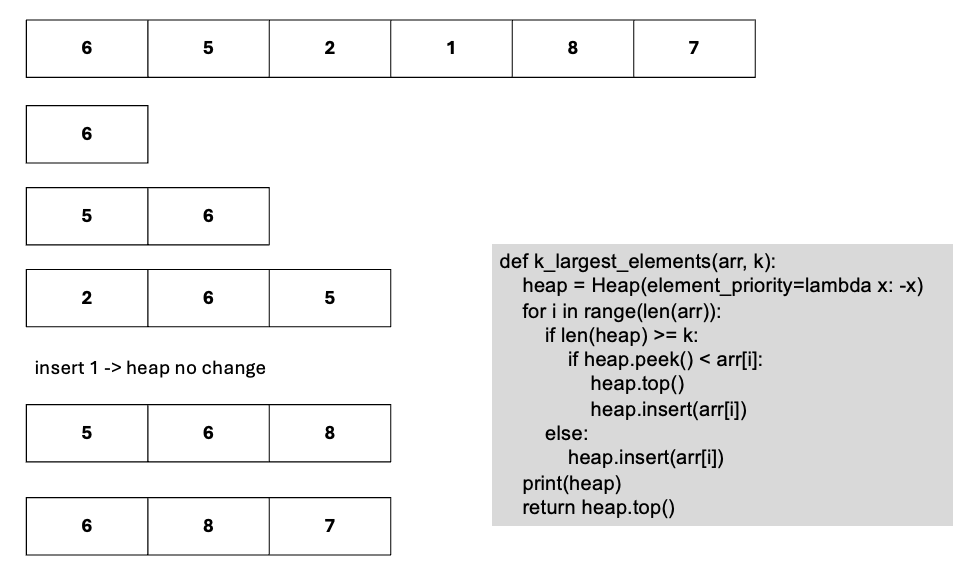 6 5 2 1 8 7
6
5 6
2 6 5
insert 1 -> heap no change
5 6 8
6 8 7
def k_largest_elements(arr, k):
    heap = Heap(element_priority=lambda x: -x)
    for i in range(len(arr)):
        if len(heap) >= k:
            if heap.peek() < arr[i]:
                heap.top()
                heap.insert(arr[i])
        else:
            heap.insert(arr[i])
    print(heap)
    return heap.top()